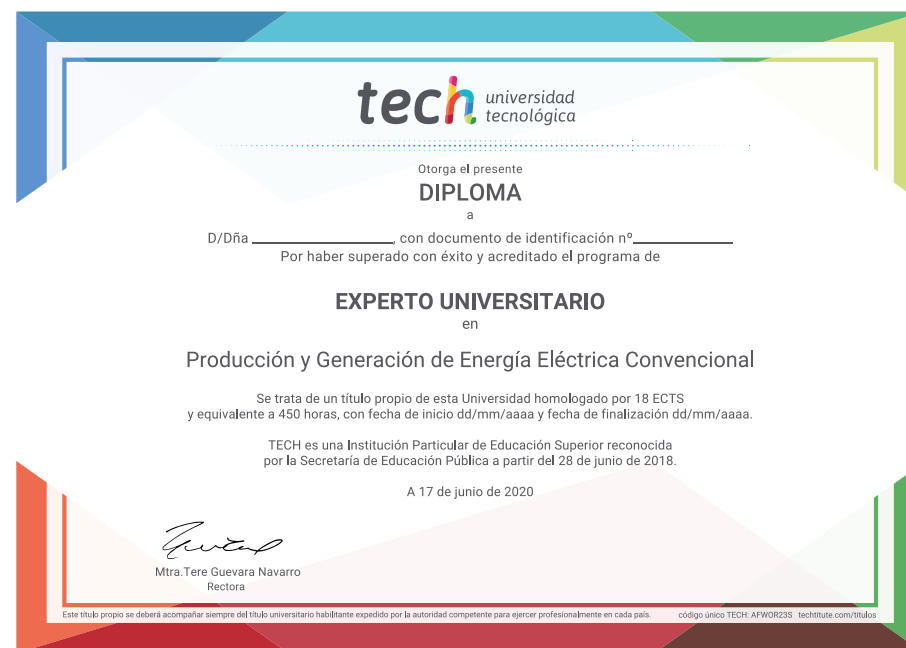 tech universidad
tecnológica
Otorga el presente
DIPLOMA
a
D/Dña ____________________, con documento de identificación nº______________
Por haber superado con éxito y acreditado el programa de
EXPERTO UNIVERSITARIO
en
Producción y Generación de Energía Eléctrica Convencional
Se trata de un título propio de esta Universidad homologado por 18 ECTS
y equivalente a 450 horas, con fecha de inicio dd/mm/aaaa y fecha de finalización dd/mm/aaaa.
TECH es una Institución Particular de Educación Superior reconocida
por la Secretaría de Educación Pública a partir del 28 de junio de 2018.
A 17 de junio de 2020
Mtra.Tere Guevara Navarro
Rectora
Este título propio se deberá acompañar siempre del título universitario habilitante expedido por la autoridad competente para ejercer profesionalmente en cada país. código único TECH: AFWOR23S techtitute.com/títulos